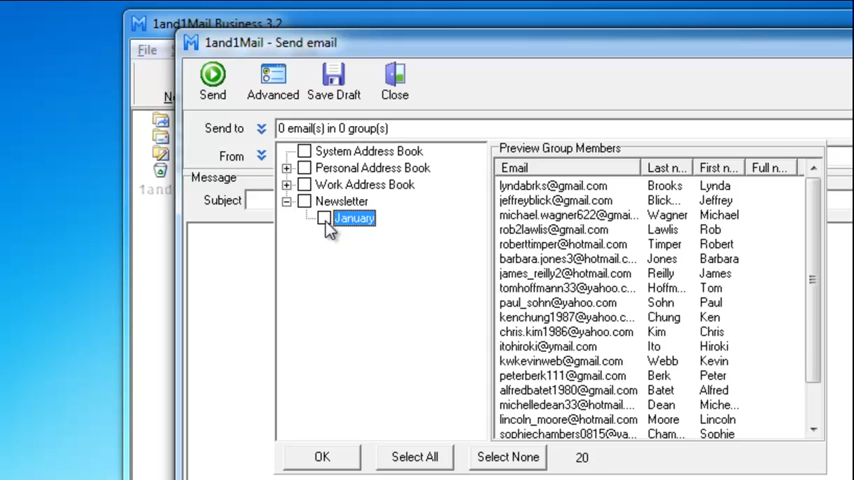 1and1Mail Business 3.2
1and1Mail - Send email
File
Send
Advanced
Save Draft
Close
Send to
0 email(s) in 0 group(s)
From
Message
Subject
System Address Book
Personal Address Book
Work Address Book
Newsletter
January
Preview Group Members
Email Last n... First n... Full n...
lyndabrks@gmail.com Brooks Lynda
jeffreyblick@gmail.com Blick... Jeffrey
michael.wagner622@gmai... Wagner Michael
rob2lawlis@gmail.com Lawlis Rob
roberttimper@hotmail.com Timper Robert
barbara.jones3@hotmail.co... Jones Barbara
james_reilly2@hotmail.com Reilly James
tomhoffmann33@yahoo.c... Hoffm... Tom
paul_sohn@yahoo.com Sohn Paul
kenchung1987@yahoo.com Chung Ken
chris.kim1986@yahoo.com Kim Chris
itohiroki@ymail.com Ito Hiroki
kwkevinweb@gmail.com Webb Kevin
peterberk111@gmail.com Berk Peter
alfredbatet1980@gmail.com Batet Alfred
michelledean33@hotmail.... Dean Miche...
lincoln_moore@hotmail.com Moore Lincoln
sophiechambers0815@ya... Cham... Sophie
OK
Select All
Select None
20